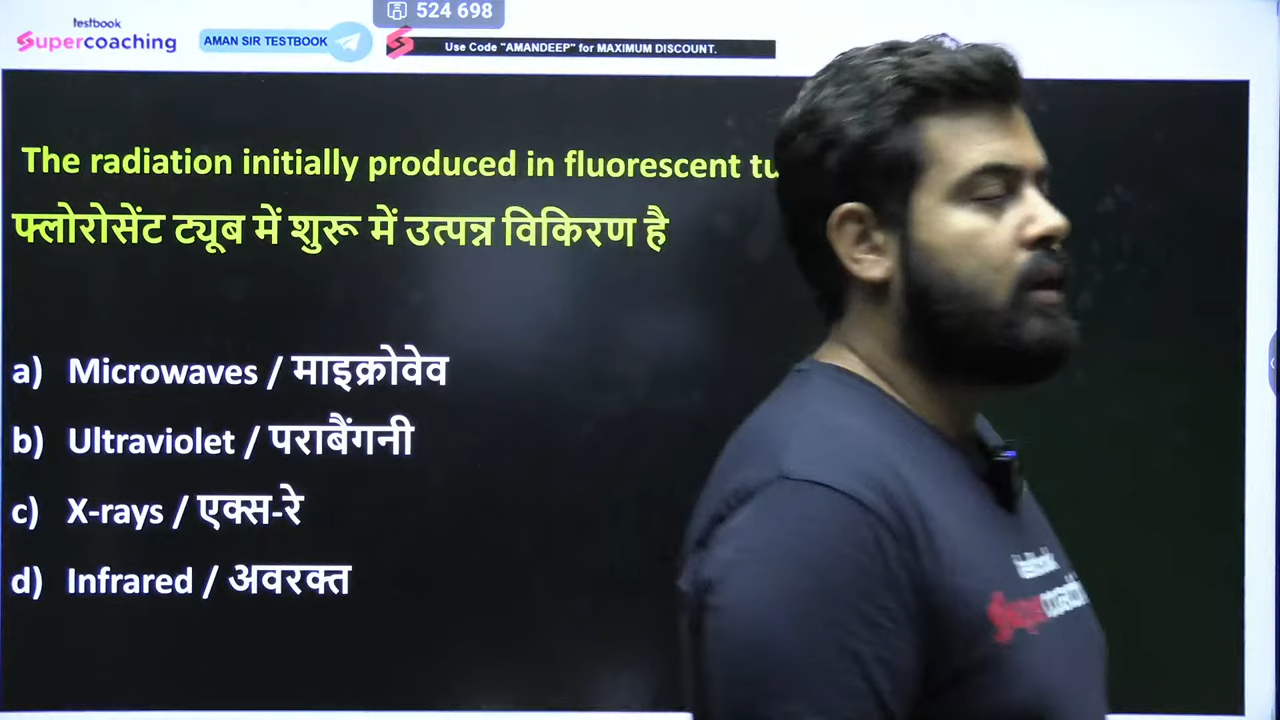 524 698
testbook
Supercoaching
AMAN SIR TESTBOOK
Use Code "AMANDEEP" for MAXIMUM DISCOUNT.
The radiation initially produced in fluorescent
फ्लोरोसेंट ट्यूब में शुरू में उत्पन्न विकिरण है
a) Microwaves / माइक्रोवेव
b) Ultraviolet / पराबैंगनी
c) X-rays / एक्स-रे
d) Infrared / अवरक्त